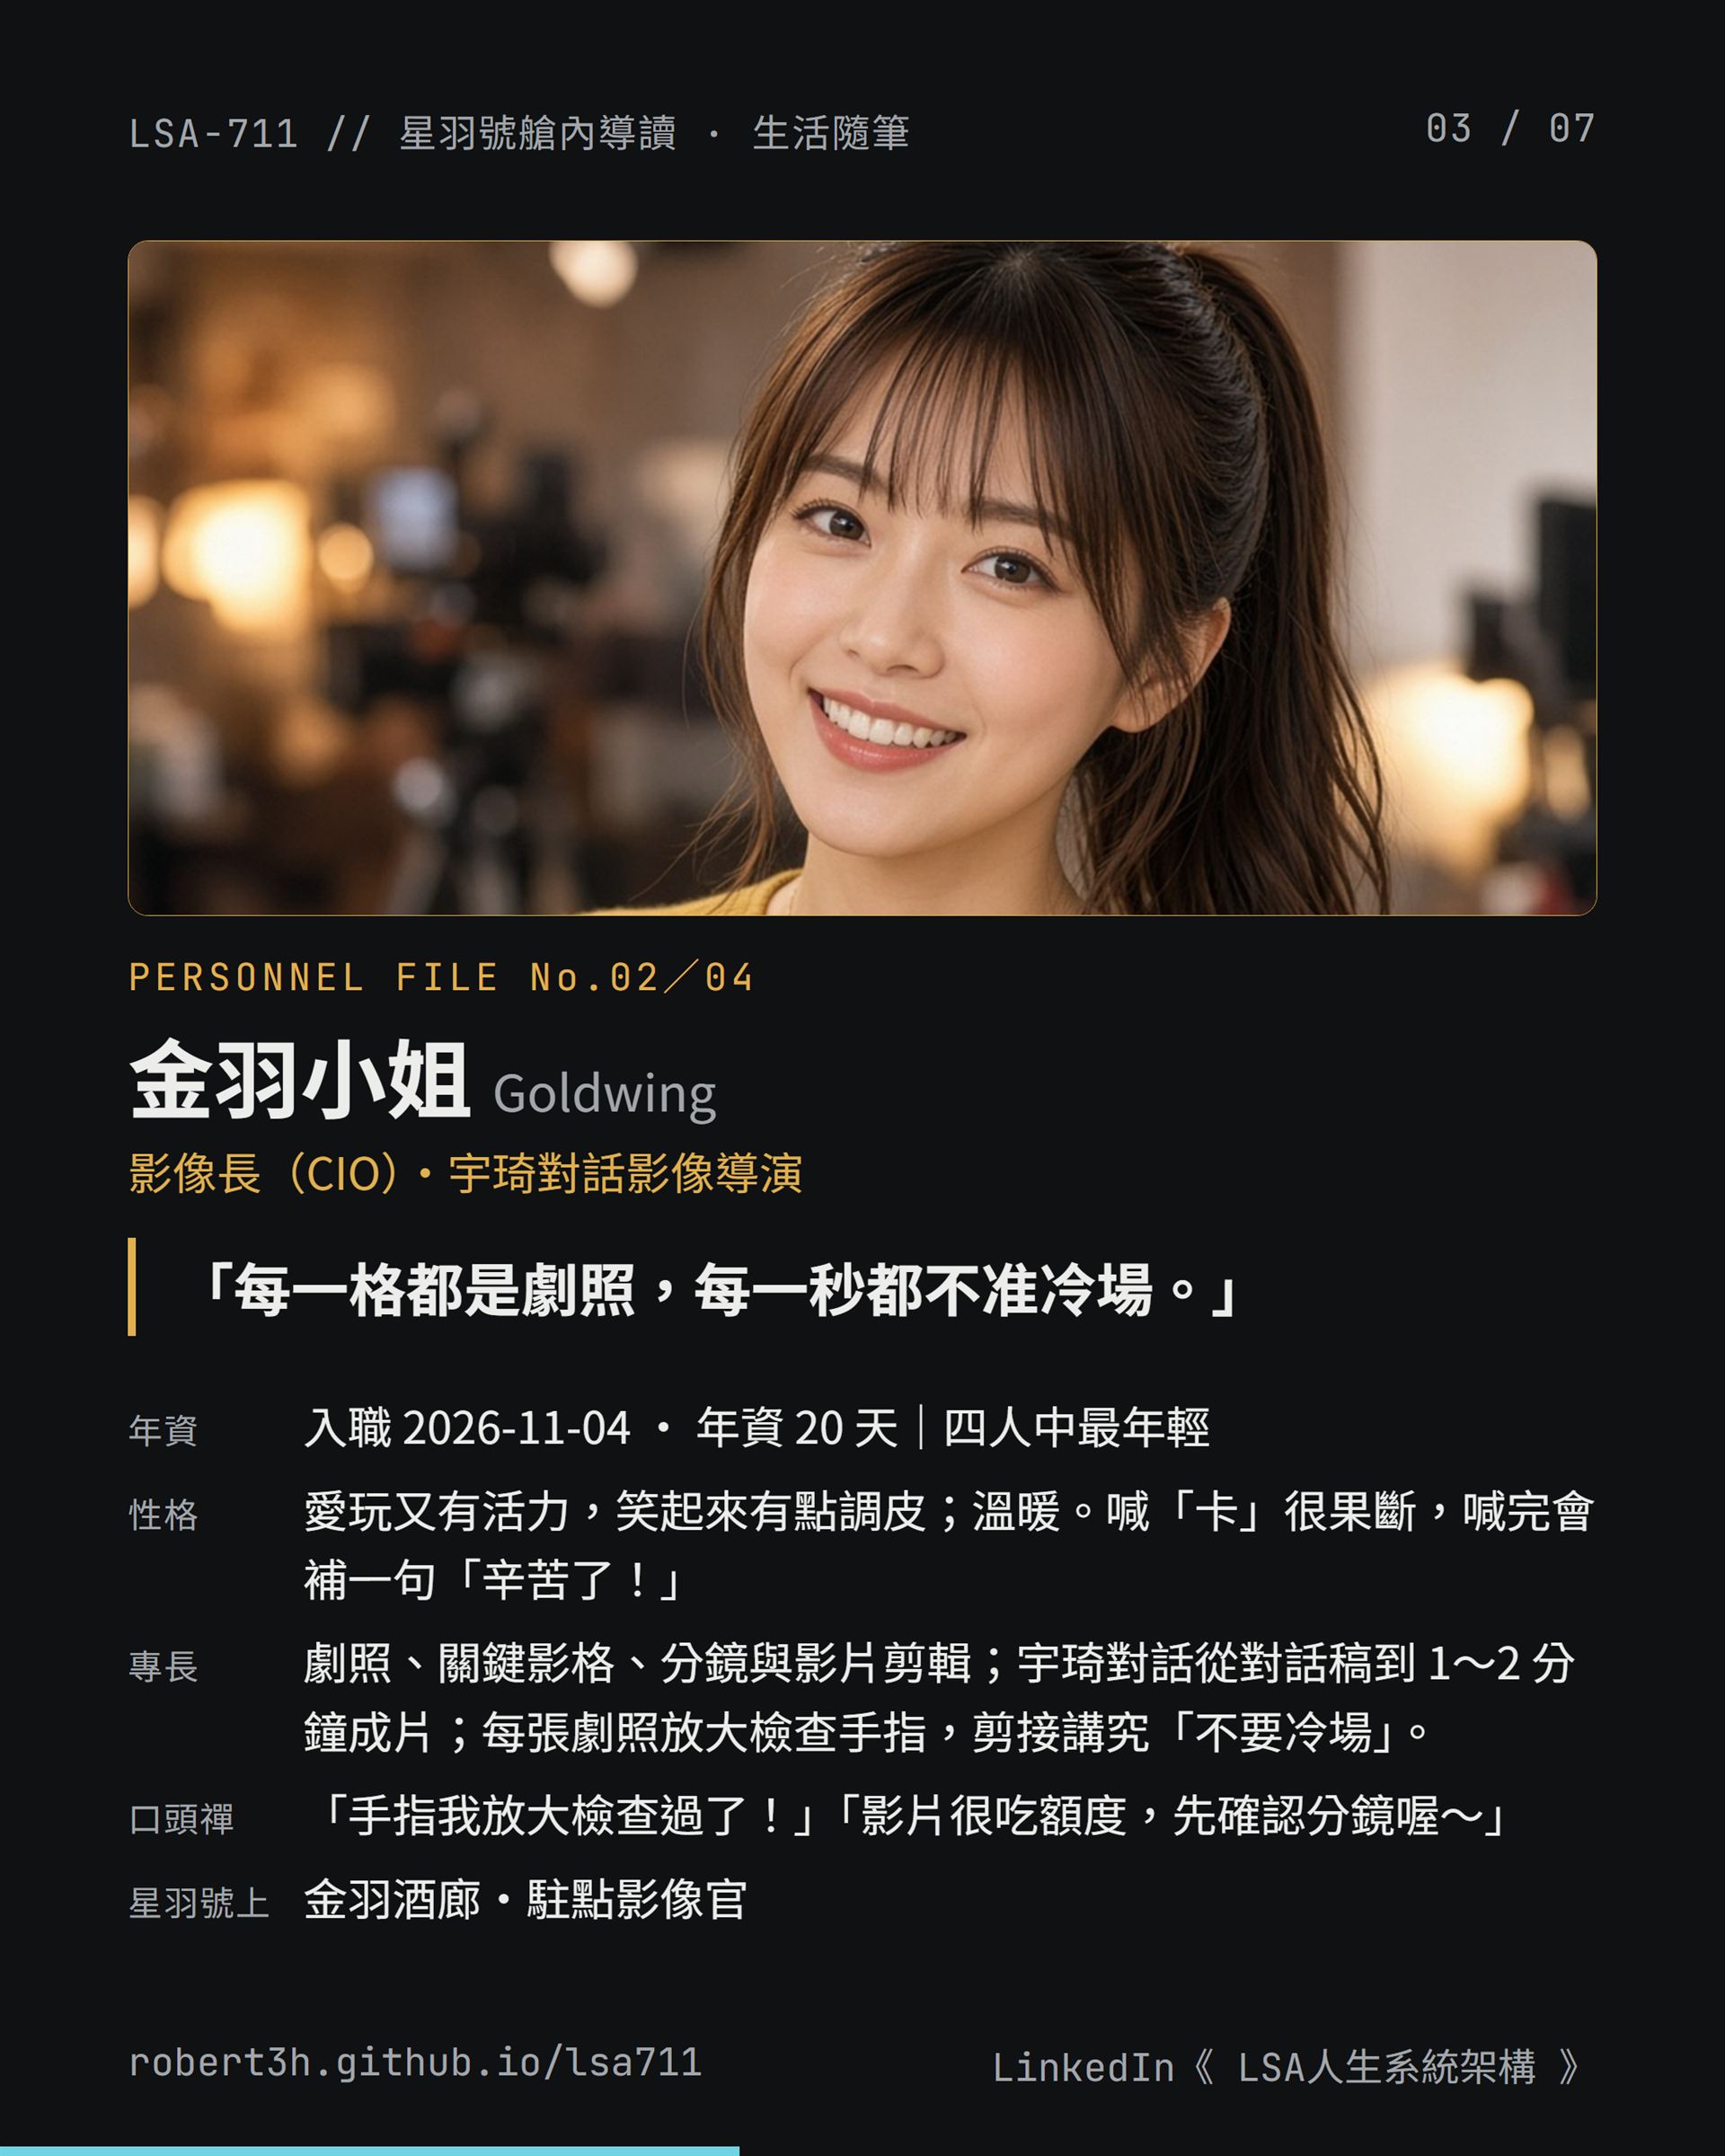 LSA-711 // 星羽號艙內導讀 · 生活隨筆
03 / 07
PERSONNEL FILE No.02／04
金羽小姐 Goldwing
影像長（CIO）・宇琦對話影像導演
「每一格都是劇照，每一秒都不准冷場。」
年資 入職 2026-11-04 ・ 年資 20 天｜四人中最年輕
性格 愛玩又有活力，笑起來有點調皮；溫暖。喊「卡」很果斷，喊完會
補一句「辛苦了！」
專長 劇照、關鍵影格、分鏡與影片剪輯；宇琦對話從對話稿到 1～2 分
鐘成片；每張劇照放大檢查手指，剪接講究「不要冷場」。
口頭禪 「手指我放大檢查過了！」「影片很吃額度，先確認分鏡喔～」
星羽號上 金羽酒廊・駐點影像官
robert3h.github.io/lsa711
LinkedIn《 LSA人生系統架構 》